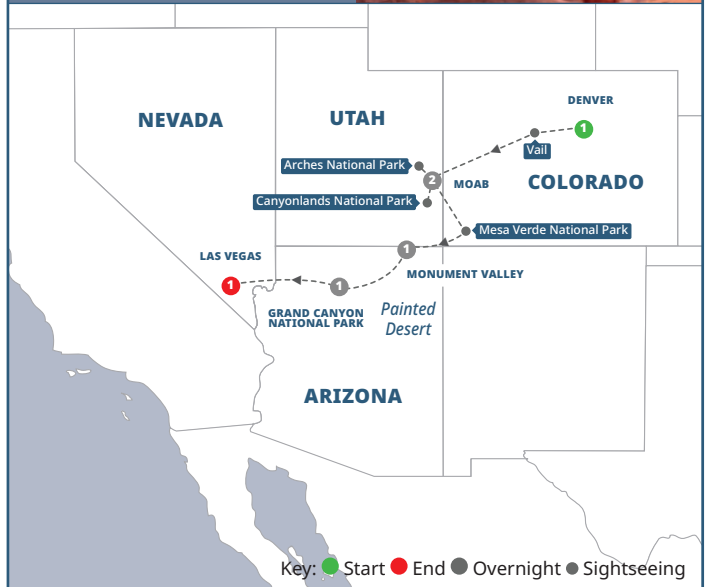 DENVER
1
NEVADA
UTAH
Vail
Arches National Park
2
MOAB
COLORADO
Canyonlands National Park
Mesa Verde National Park
LAS VEGAS
1
MONUMENT VALLEY
1
1
GRAND CANYON
NATIONAL PARK
Painted
Desert
ARIZONA
Key: Start End Overnight Sightseeing